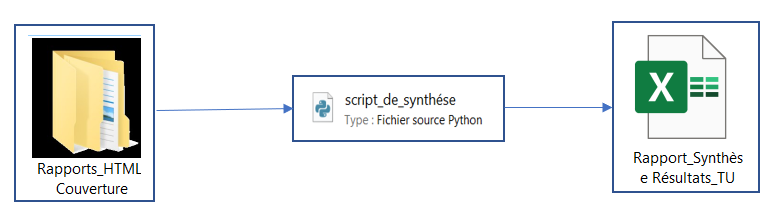 Rapports_HTML
Couverture
script_de_synthése
Type : Fichier source Python
X
Rapport_Synthès
e Résultats_TU